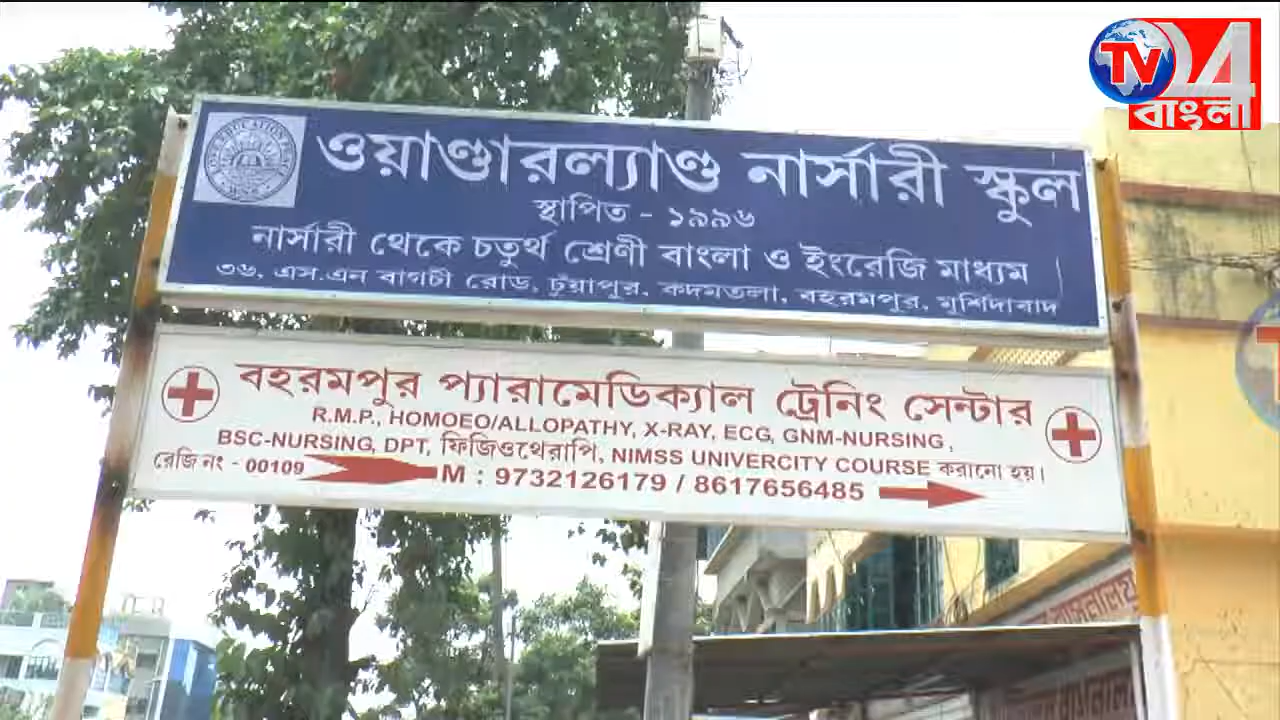 TV 24
বাংলা
ওয়াণ্ডারল্যাণ্ড নার্সারী স্কুল
স্থাপিত - ১৯৯৬
নার্সারী থেকে চতুর্থ শ্রেণী বাংলা ও ইংরেজি মাধ্যম
৩৬, এস.এন বাগচী রোড, চুঁয়াপুর, কদমতলা, বহরমপুর, মুর্শিদাবাদ
বহরমপুর প্যারামেডিক্যাল ট্রেনিং সেন্টার
R.M.P., HOMOEO/ALLOPATHY, X-RAY, ECG, GNM-NURSING,
BSC-NURSING, DPT, ফিজিওথেরাপি, NIMSS UNIVERCITY COURSE করানো হয়।
রেজি নং - 00109 M : 9732126179 / 8617656485